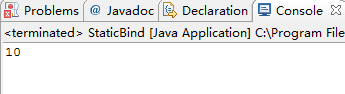 Problems @ Javadoc Declaration Console
<terminated> StaticBind [Java Application] C:\Program File
10